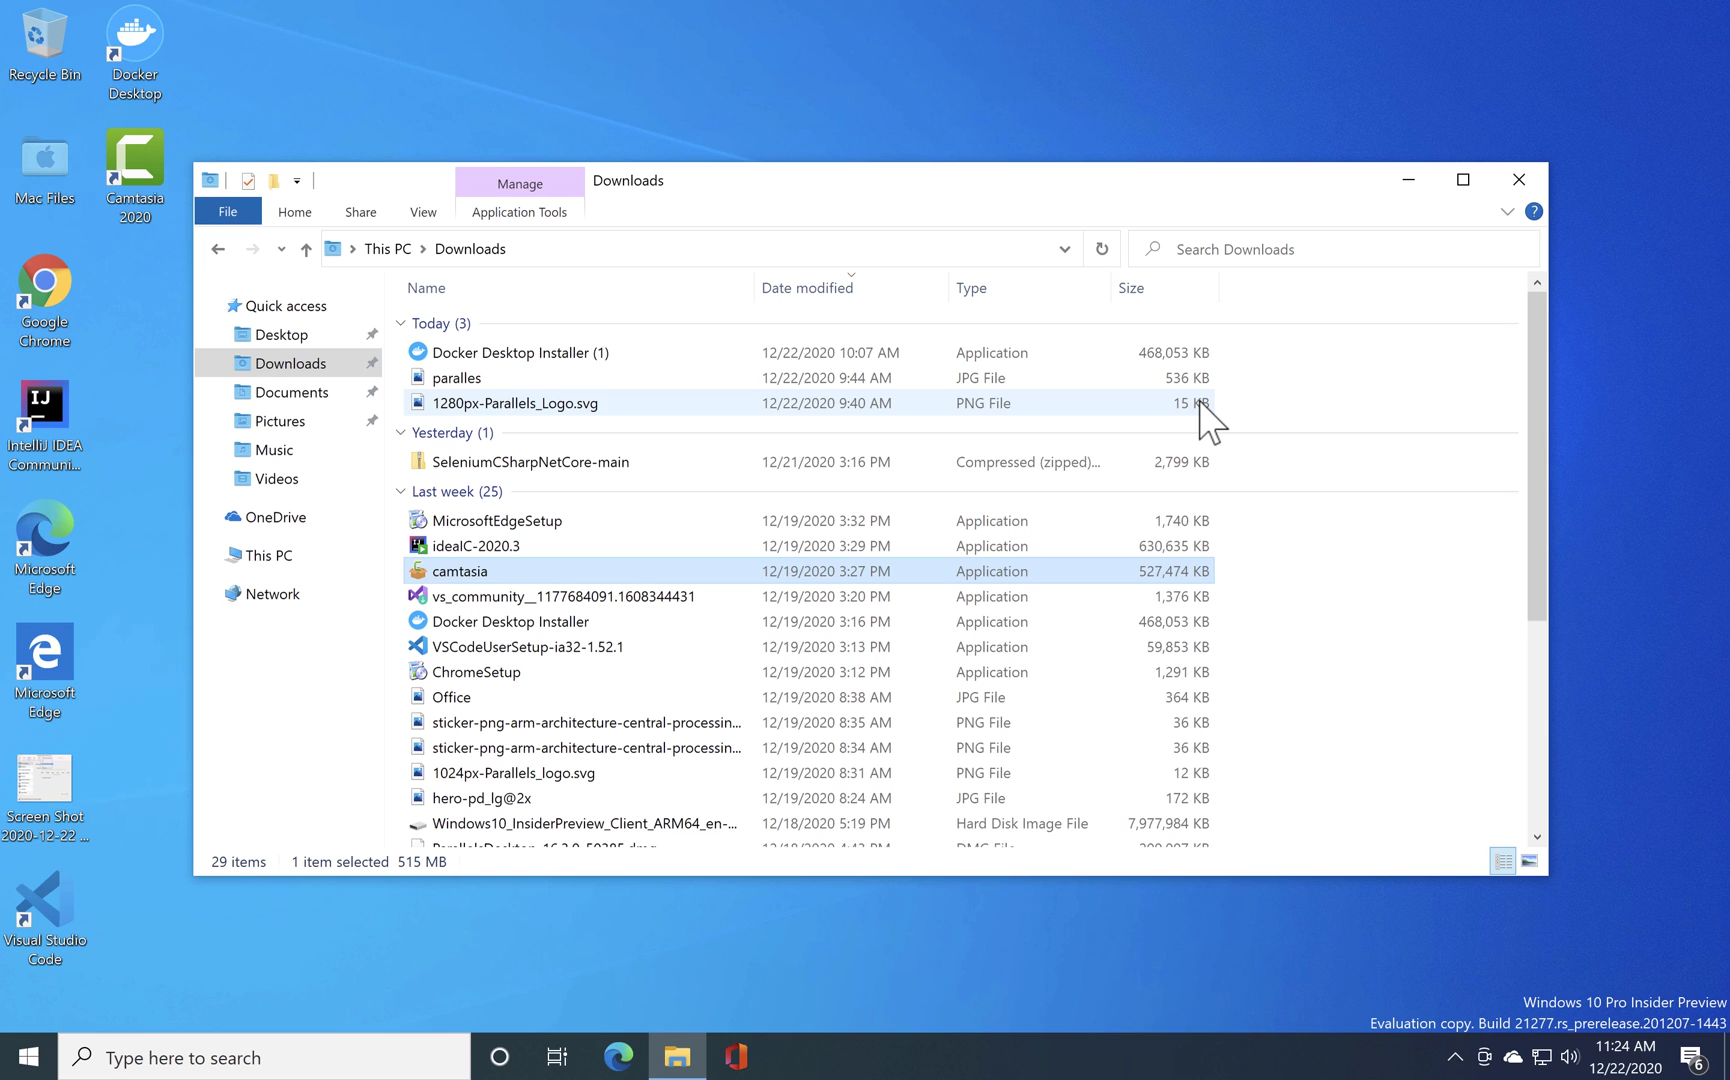 Recycle Bin
Docker
Desktop
Mac Files
Camtasia
2020
Google
Chrome
IJ
IntelliJ IDEA
Communi...
Microsoft
Edge
Microsoft
Edge
Screen Shot
2020-12-22 ...
Visual Studio
Code
Manage
Downloads
File
Home
Share
View
Application Tools
?
This PC
Downloads
Search Downloads
Quick access
Desktop
Downloads
Documents
Pictures
Music
Videos
OneDrive
This PC
Network
Name Date modified Type Size
Today (3)
Docker Desktop Installer (1) 12/22/2020 10:07 AM Application 468,053 KB
paralles 12/22/2020 9:44 AM JPG File 536 KB
1280px-Parallels_Logo.svg 12/22/2020 9:40 AM PNG File 15 KB
Yesterday (1)
SeleniumCSharpNetCore-main 12/21/2020 3:16 PM Compressed (zipped)... 2,799 KB
Last week (25)
MicrosoftEdgeSetup 12/19/2020 3:32 PM Application 1,740 KB
ideaIC-2020.3 12/19/2020 3:29 PM Application 630,635 KB
camtasia 12/19/2020 3:27 PM Application 527,474 KB
vs_community__1177684091.1608344431 12/19/2020 3:20 PM Application 1,376 KB
Docker Desktop Installer 12/19/2020 3:16 PM Application 468,053 KB
VSCodeUserSetup-ia32-1.52.1 12/19/2020 3:13 PM Application 59,853 KB
ChromeSetup 12/19/2020 3:12 PM Application 1,291 KB
Office 12/19/2020 8:38 AM JPG File 364 KB
sticker-png-arm-architecture-central-processin... 12/19/2020 8:35 AM PNG File 36 KB
sticker-png-arm-architecture-central-processin... 12/19/2020 8:34 AM PNG File 36 KB
1024px-Parallels_logo.svg 12/19/2020 8:31 AM PNG File 12 KB
hero-pd_lg@2x 12/19/2020 8:24 AM JPG File 172 KB
Windows10_InsiderPreview_Client_ARM64_en-... 12/18/2020 5:19 PM Hard Disk Image File 7,977,984 KB
29 items 1 item selected 515 MB
Windows 10 Pro Insider Preview
Evaluation copy. Build 21277.rs_prerelease.201207-1443
Type here to search
11:24 AM
12/22/2020
6